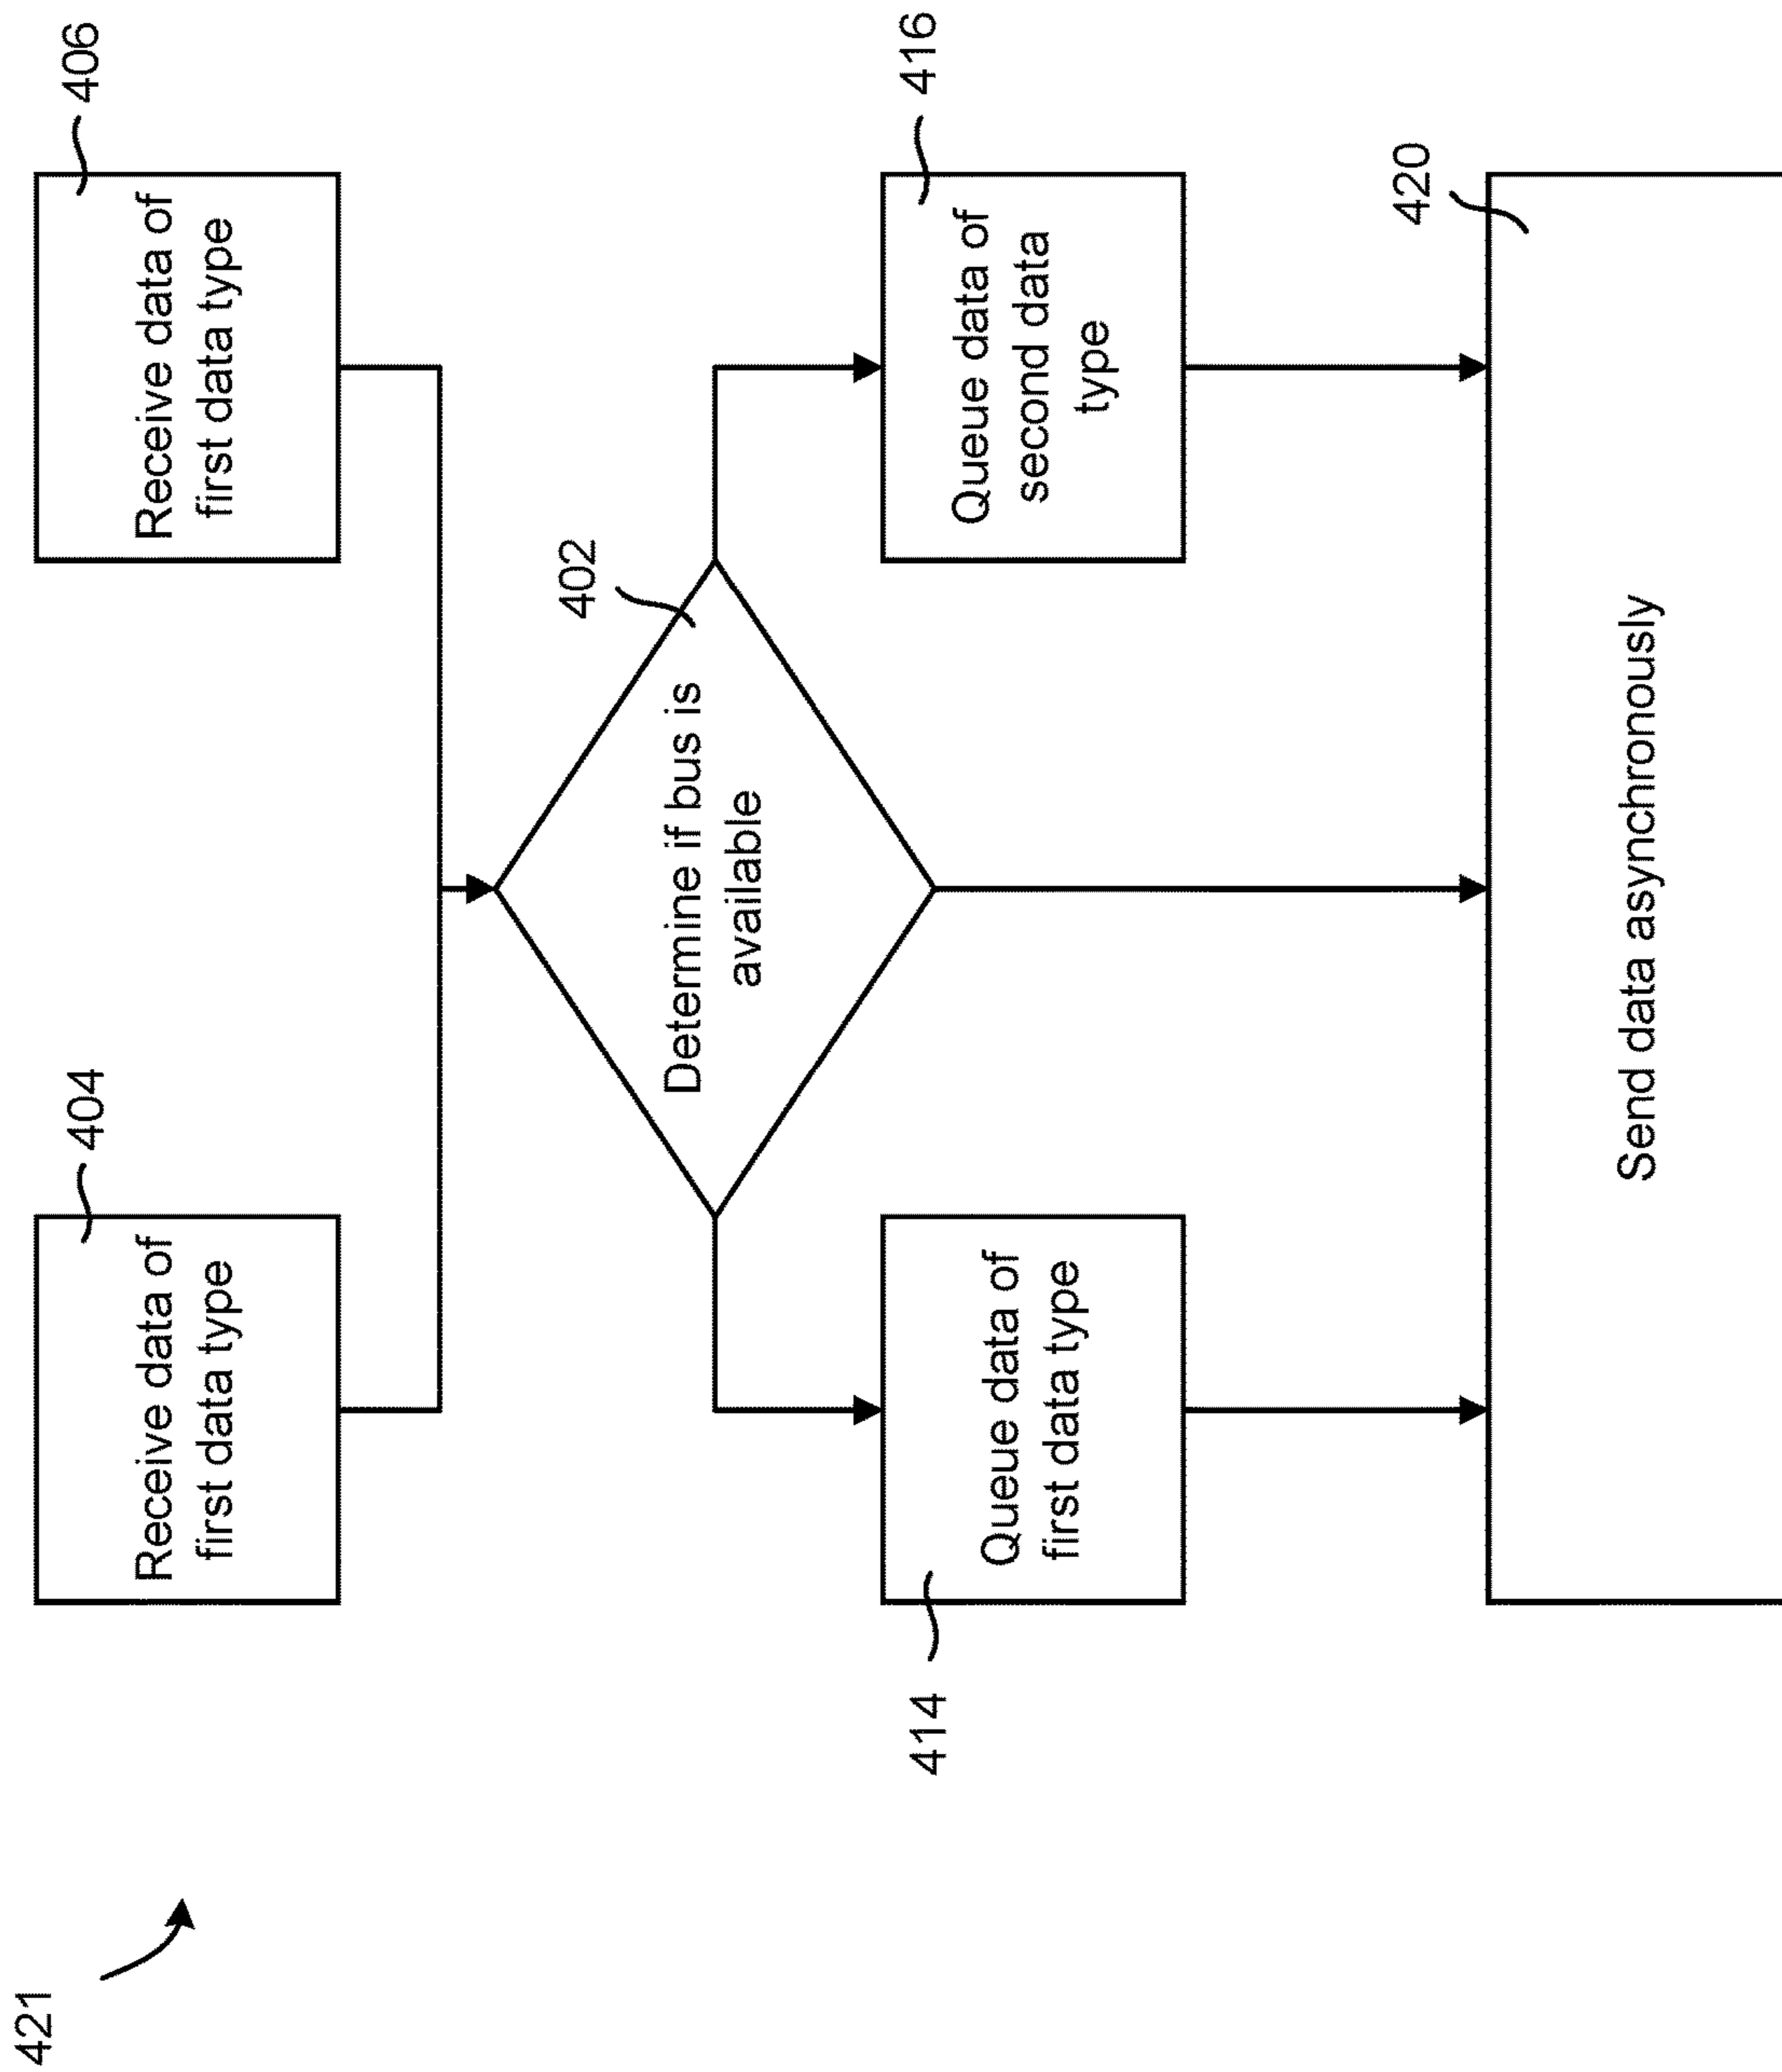 421
404
Receive data of
first data type
406
Receive data of
first data type
402
Determine if bus is
available
414
Queue data of
first data type
416
Queue data of
second data
type
420
Send data asynchronously